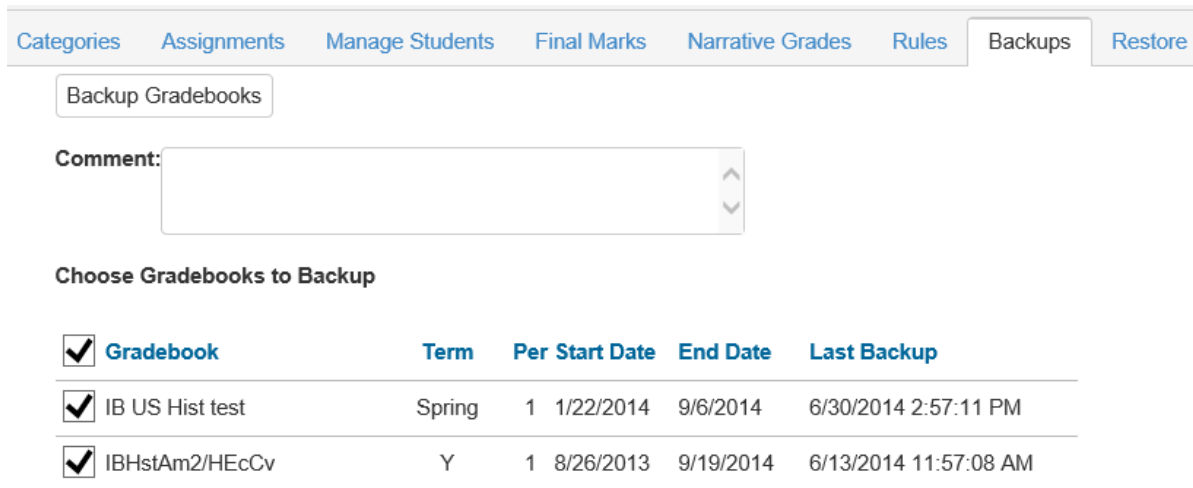 Categories Assignments Manage Students Final Marks Narrative Grades Rules Backups Restore
Backup Gradebooks
Comment:
Choose Gradebooks to Backup
Gradebook Term Per Start Date End Date Last Backup
IB US Hist test Spring 1 1/22/2014 9/6/2014 6/30/2014 2:57:11 PM
IBHstAm2/HEcCv Y 1 8/26/2013 9/19/2014 6/13/2014 11:57:08 AM